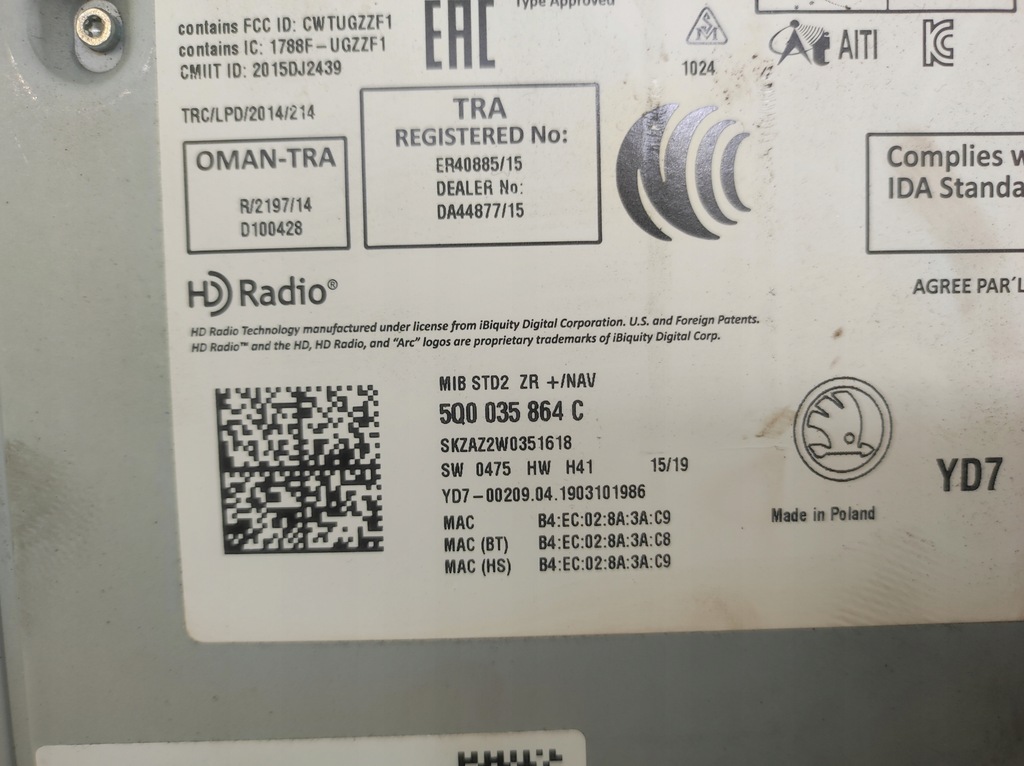 Type Approved
contains FCC ID: CWTUGZZF1
contains IC: 1788F-UGZZF1
CMIIT ID: 2015DJ2439
EAC
1024
AITI
TRC/LPD/2014/214
OMAN-TRA
R/2197/14
D100428
TRA
REGISTERED No:
ER40885/15
DEALER No:
DA44877/15
Complies w
IDA Standa
AGREE PAR´L
HD Radio®
HD Radio Technology manufactured under license from iBiquity Digital Corporation. U.S. and Foreign Patents.
HD Radio™ and the HD, HD Radio, and “Arc” logos are proprietary trademarks of iBiquity Digital Corp.
MIB STD2 ZR +/NAV
5Q0 035 864 C
SKZAZ2W0351618
SW 0475 HW H41 15/19
YD7-00209.04.1903101986
MAC B4:EC:02:8A:3A:C9
MAC (BT) B4:EC:02:8A:3A:C8
MAC (HS) B4:EC:02:8A:3A:C9
Made in Poland
YD7